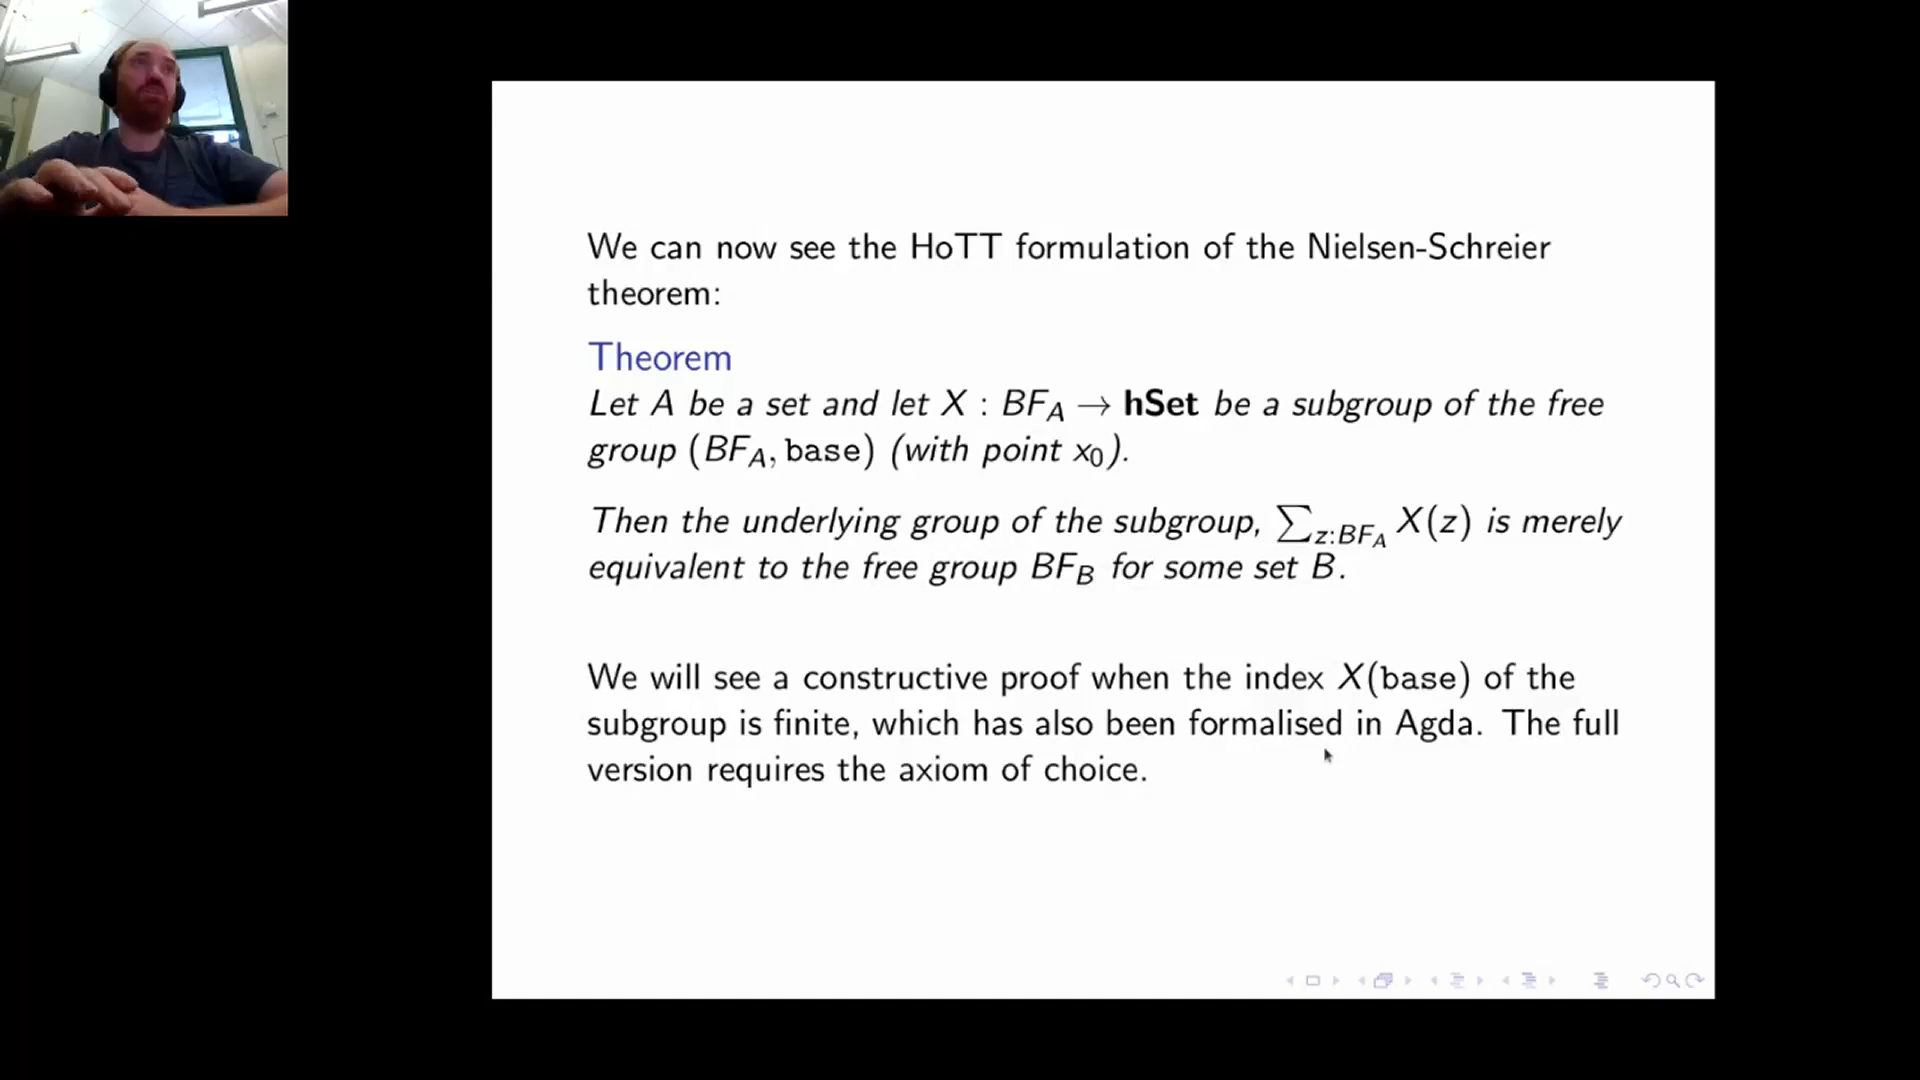 We can now see the HoTT formulation of the Nielsen-Schreier
theorem:
Theorem
Let A be a set and let X : BF_A → hSet be a subgroup of the free
group (BF_A, base) (with point x_0).
Then the underlying group of the subgroup, ∑_{z:BF_A} X(z) is merely
equivalent to the free group BF_B for some set B.
We will see a constructive proof when the index X(base) of the
subgroup is finite, which has also been formalised in Agda. The full
version requires the axiom of choice.